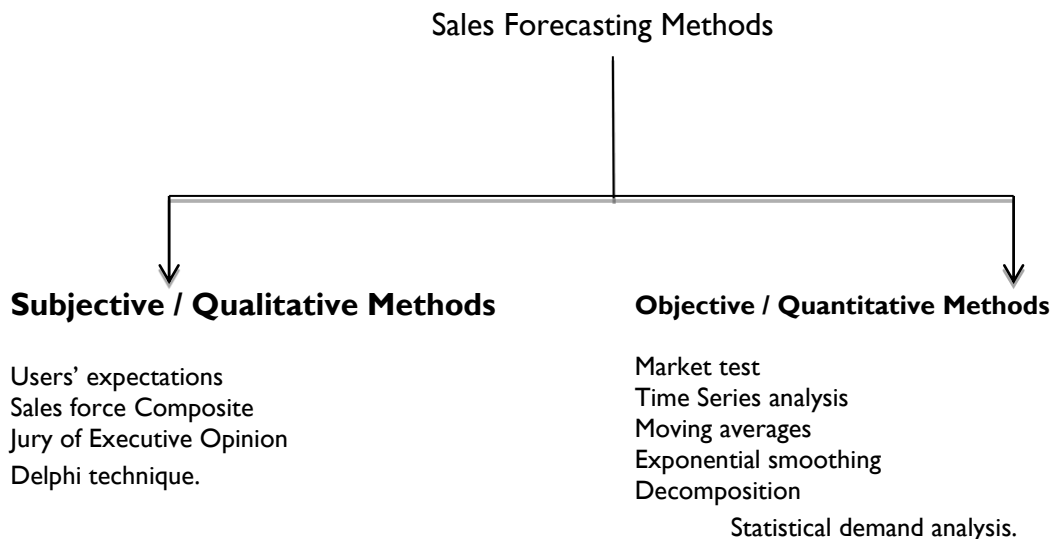 Sales Forecasting Methods
Subjective / Qualitative Methods
Users’ expectations
Sales force Composite
Jury of Executive Opinion
Delphi technique.
Objective / Quantitative Methods
Market test
Time Series analysis
Moving averages
Exponential smoothing
Decomposition
Statistical demand analysis.